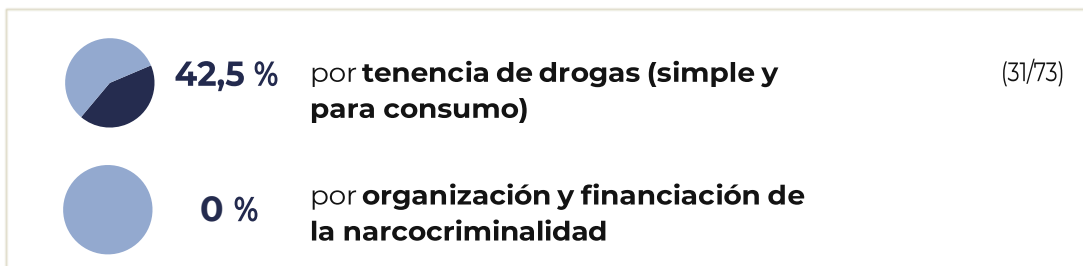 42,5 % por tenencia de drogas (simple y (31/73)
para consumo)
0 % por organización y financiación de
la narcocriminalidad